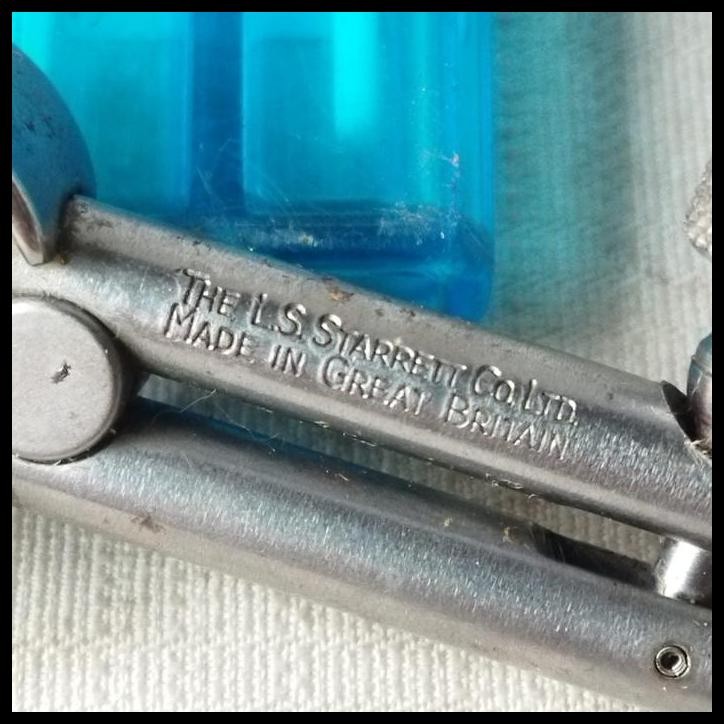 THE L.S. STARRETT CO. LTD.
MADE IN GREAT BRITAIN